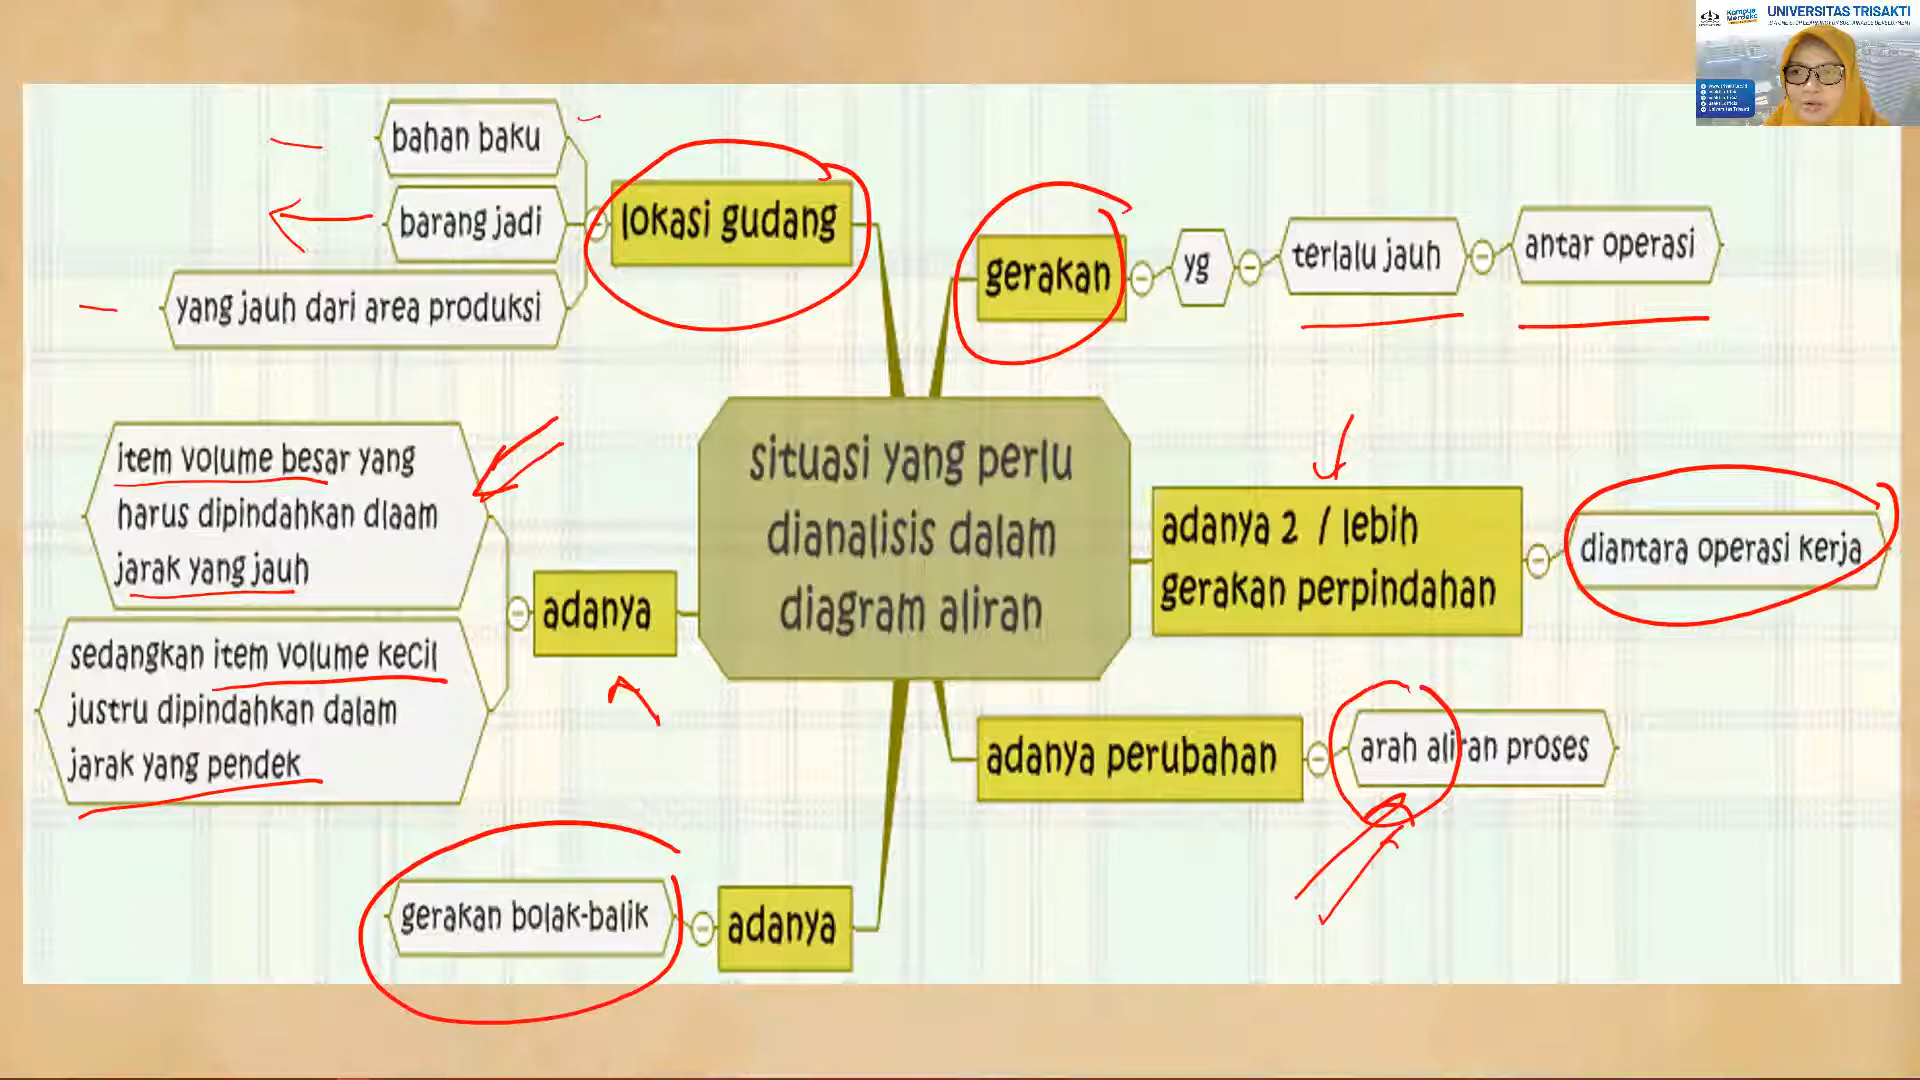 Kampus
Merdeka
UNIVERSITAS TRISAKTI
bahan baku
barang jadi
yang jauh dari area produksi
lokasi gudang
gerakan
yg
terlalu jauh
antar operasi
situasi yang perlu
dianalisis dalam
diagram aliran
item volume besar yang
harus dipindahkan dlaam
jarak yang jauh
sedangkan item volume kecil
justru dipindahkan dalam
jarak yang pendek
adanya
adanya 2 / lebih
gerakan perpindahan
diantara operasi kerja
adanya perubahan
arah aliran proses
gerakan bolak-balik
adanya